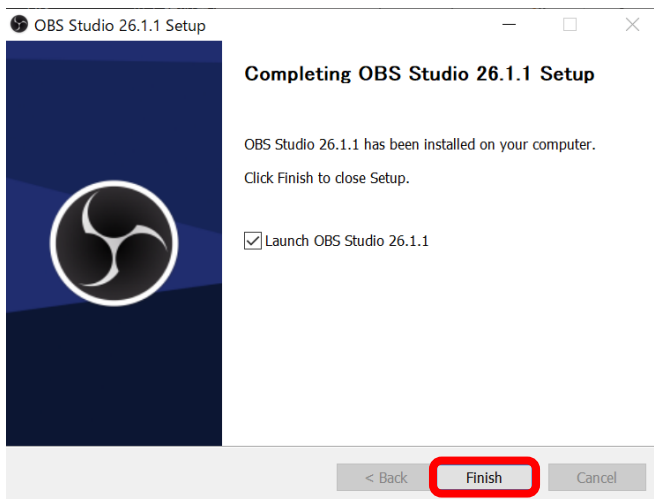 OBS Studio 26.1.1 Setup
Completing OBS Studio 26.1.1 Setup
OBS Studio 26.1.1 has been installed on your computer.
Click Finish to close Setup.
Launch OBS Studio 26.1.1
< Back Finish Cancel